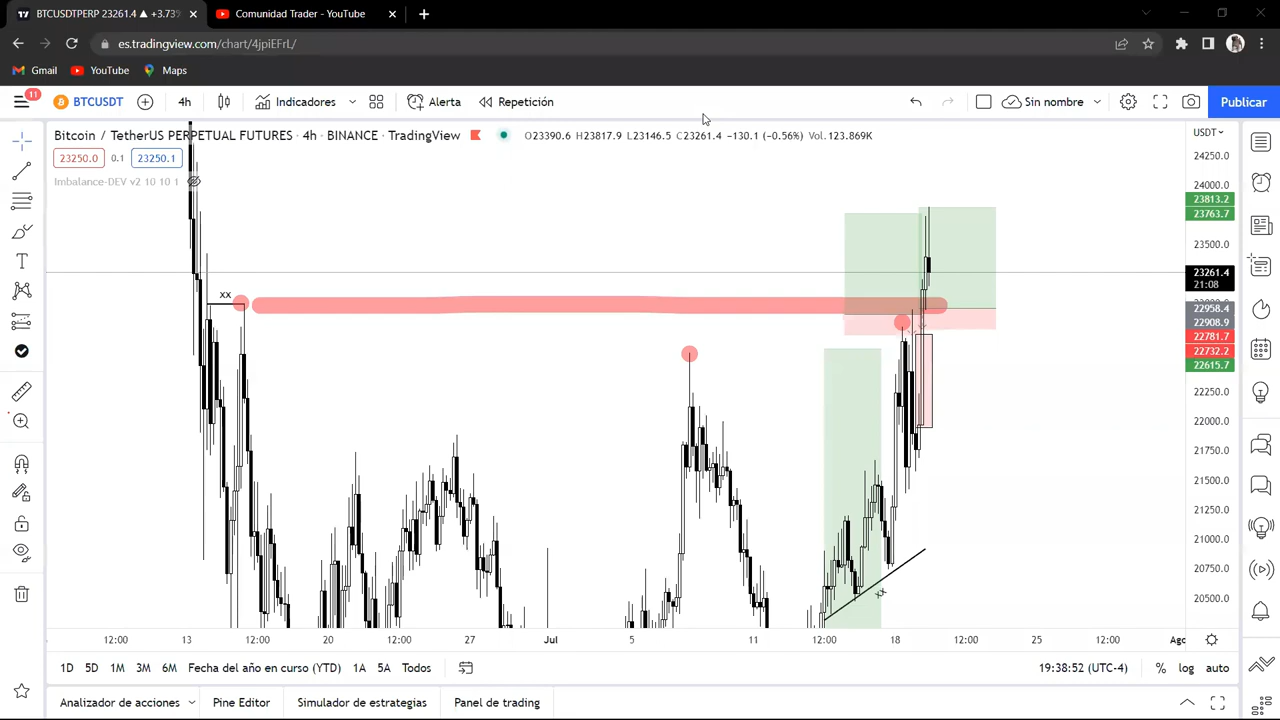 BTCUSDTPERP 23261.4 ▲ +3.73%
Comunidad Trader - YouTube
es.tradingview.com/chart/4jpiEFrL/
Gmail YouTube Maps
11 BTCUSDT 4h Indicadores Alerta Repetición Sin nombre Publicar
Bitcoin / TetherUS PERPETUAL FUTURES · 4h · BINANCE · TradingView O23390.6 H23817.9 L23146.5 C23261.4 −130.1 (−0.56%) Vol.123.869K
USDT
23250.0 0.1 23250.1
Imbalance-DEV v2 10 10 1
24250.0
24000.0
23813.2
23763.7
23500.0
23261.4
21:08
22958.4
22908.9
22781.7
22732.2
22615.7
22250.0
22000.0
21750.0
21500.0
21250.0
21000.0
20750.0
20500.0
XX
XX
12:00 13 12:00 20 12:00 27 Jul 5 11 12:00 18 12:00 25 12:00 Ago
1D 5D 1M 3M 6M Fecha del año en curso (YTD) 1A 5A Todos 19:38:52 (UTC-4) % log auto
Analizador de acciones Pine Editor Simulador de estrategias Panel de trading